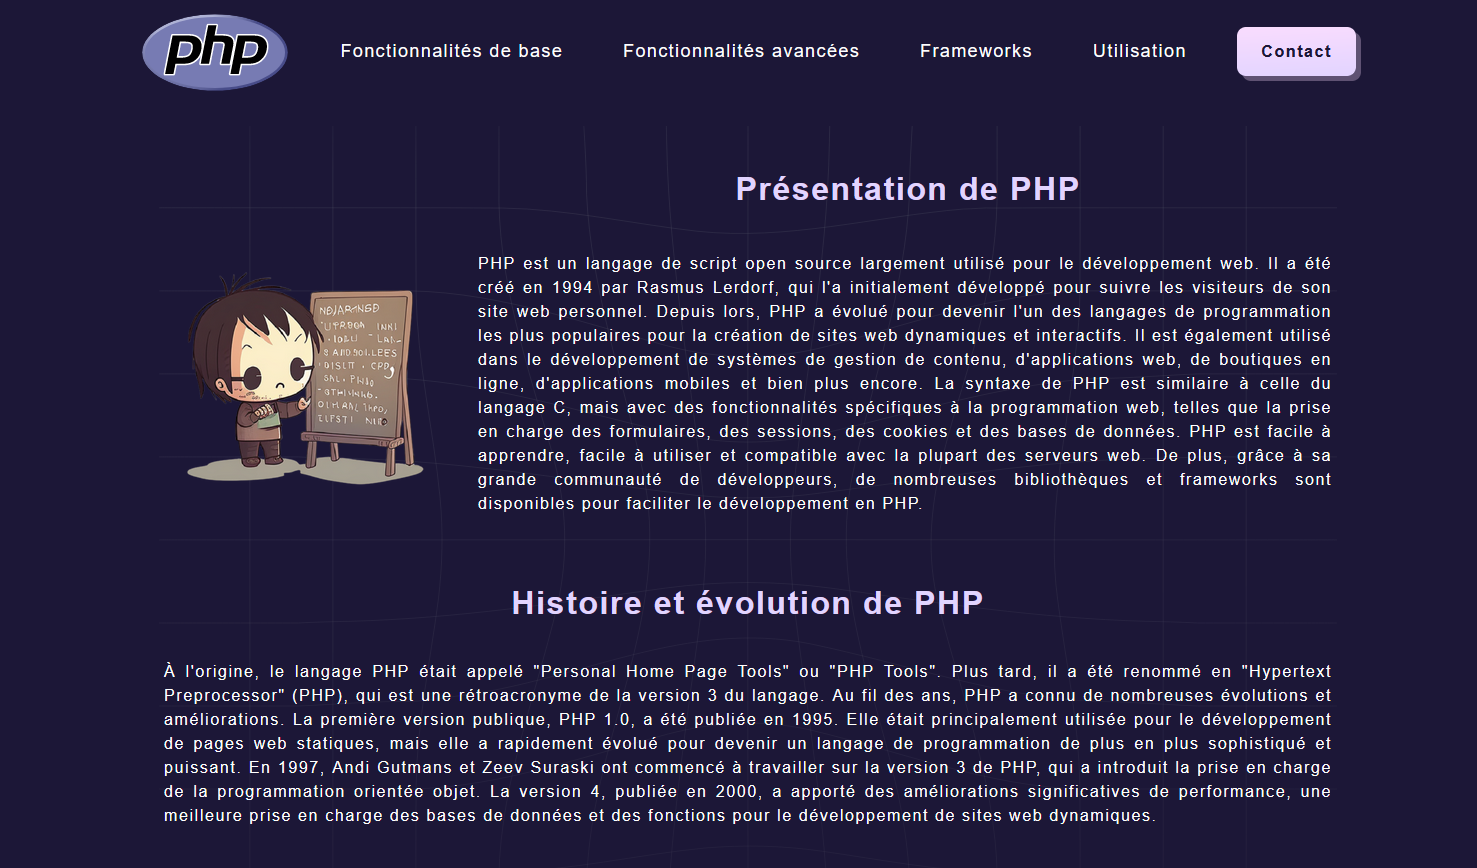 php
Fonctionnalités de base
Fonctionnalités avancées
Frameworks
Utilisation
Contact
Présentation de PHP
PHP est un langage de script open source largement utilisé pour le développement web. Il a été
créé en 1994 par Rasmus Lerdorf, qui l'a initialement développé pour suivre les visiteurs de son
site web personnel. Depuis lors, PHP a évolué pour devenir l'un des langages de programmation
les plus populaires pour la création de sites web dynamiques et interactifs. Il est également utilisé
dans le développement de systèmes de gestion de contenu, d'applications web, de boutiques en
ligne, d'applications mobiles et bien plus encore. La syntaxe de PHP est similaire à celle du
langage C, mais avec des fonctionnalités spécifiques à la programmation web, telles que la prise
en charge des formulaires, des sessions, des cookies et des bases de données. PHP est facile à
apprendre, facile à utiliser et compatible avec la plupart des serveurs web. De plus, grâce à sa
grande communauté de développeurs, de nombreuses bibliothèques et frameworks sont
disponibles pour faciliter le développement en PHP.
Histoire et évolution de PHP
À l'origine, le langage PHP était appelé "Personal Home Page Tools" ou "PHP Tools". Plus tard, il a été renommé en "Hypertext
Preprocessor" (PHP), qui est une rétroacronyme de la version 3 du langage. Au fil des ans, PHP a connu de nombreuses évolutions et
améliorations. La première version publique, PHP 1.0, a été publiée en 1995. Elle était principalement utilisée pour le développement
de pages web statiques, mais elle a rapidement évolué pour devenir un langage de programmation de plus en plus sophistiqué et
puissant. En 1997, Andi Gutmans et Zeev Suraski ont commencé à travailler sur la version 3 de PHP, qui a introduit la prise en charge
de la programmation orientée objet. La version 4, publiée en 2000, a apporté des améliorations significatives de performance, une
meilleure prise en charge des bases de données et des fonctions pour le développement de sites web dynamiques.